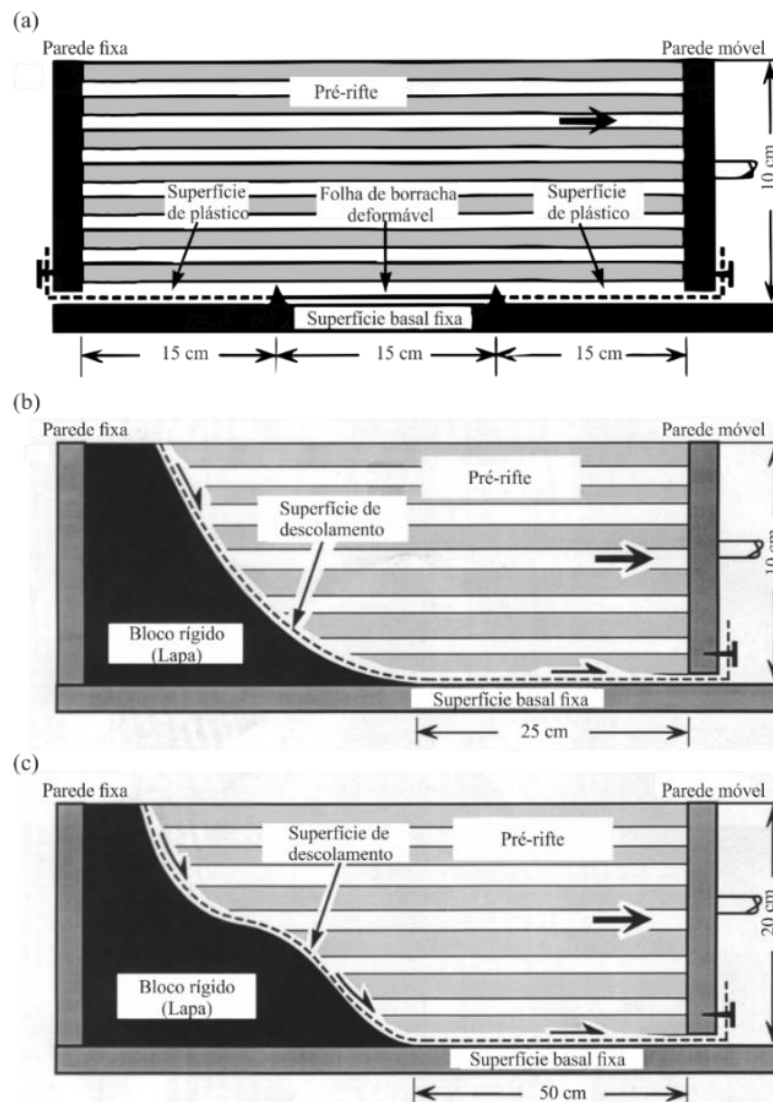 (a)
Parede fixa
Parede móvel
Pré-rifte
10 cm
Superfície
de plástico
Folha de borracha
deformável
Superfície
de plástico
Superfície basal fixa
15 cm
15 cm
15 cm
(b)
Parede fixa
Parede móvel
Pré-rifte
Superfície de
descolamento
10 cm
Bloco rígido
(Lapa)
Superfície basal fixa
25 cm
(c)
Parede fixa
Parede móvel
Superfície de
descolamento
Pré-rifte
20 cm
Bloco rígido
(Lapa)
Superfície basal fixa
50 cm